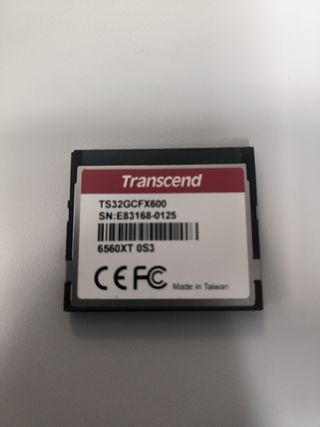 Transcend
TS32GCFX600
SN:E83168-0125
6560XT 0S3
CE FC Made in Taiwan